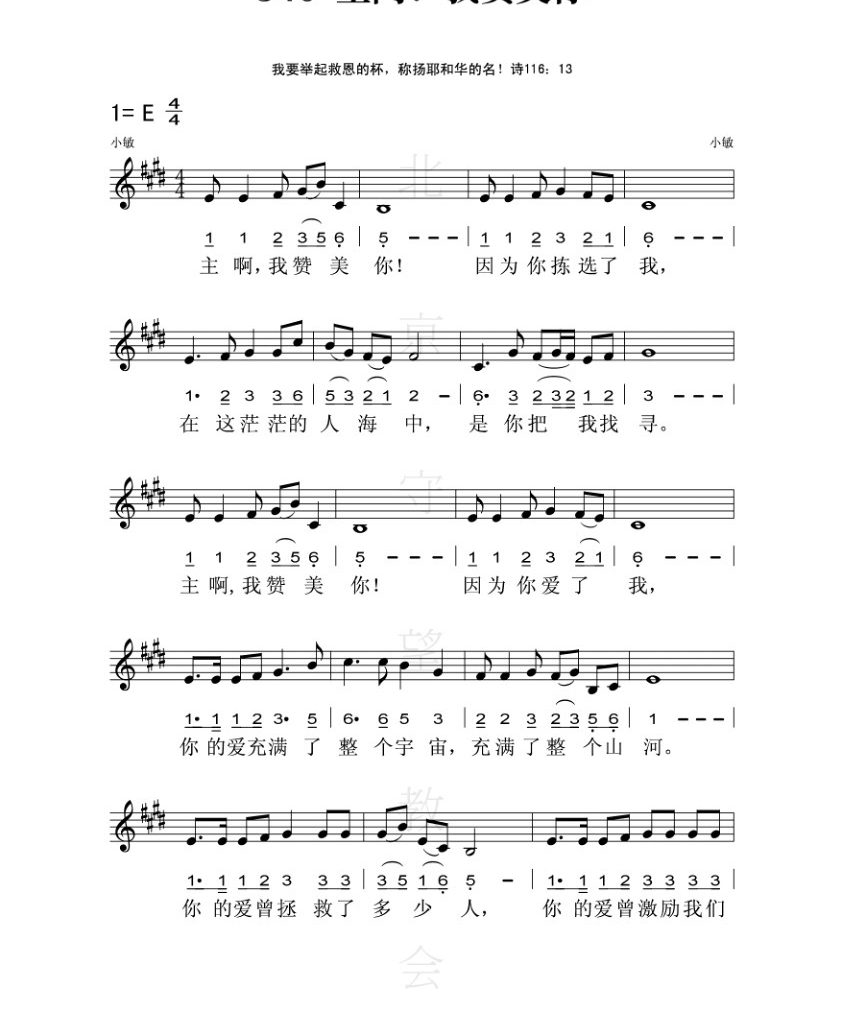 我要举起救恩的杯，称扬耶和华的名！诗116：13
1= E 4/4
小敏 小敏
1 1 2 3 5 6 | 5 – – – | 1 1 2 3 2 1 | 6 – – – |
主啊,我赞美你！因为你拣选了我,
1· 2 3 3 6 | 5 3 2 1 2 – | 6· 3 2 3 2 1 2 | 3 – – – |
在这茫茫的人海中,是你把我找寻。
1 1 2 3 5 6 | 5 – – – | 1 1 2 3 2 1 | 6 – – – |
主啊,我赞美你！因为你爱了我,
1· 1 1 2 3· 5 | 6· 6 5 3 | 2 2 3 2 3 5 6 | 1 – – – |
你的爱充满了整个宇宙,充满了整个山河。
1· 1 1 2 3 3 3 | 3 5 1 6 5 – | 1· 1 1 2 3 3 3 3 |
你的爱曾拯救了多少人,你的爱曾激励我们
北京守望教会